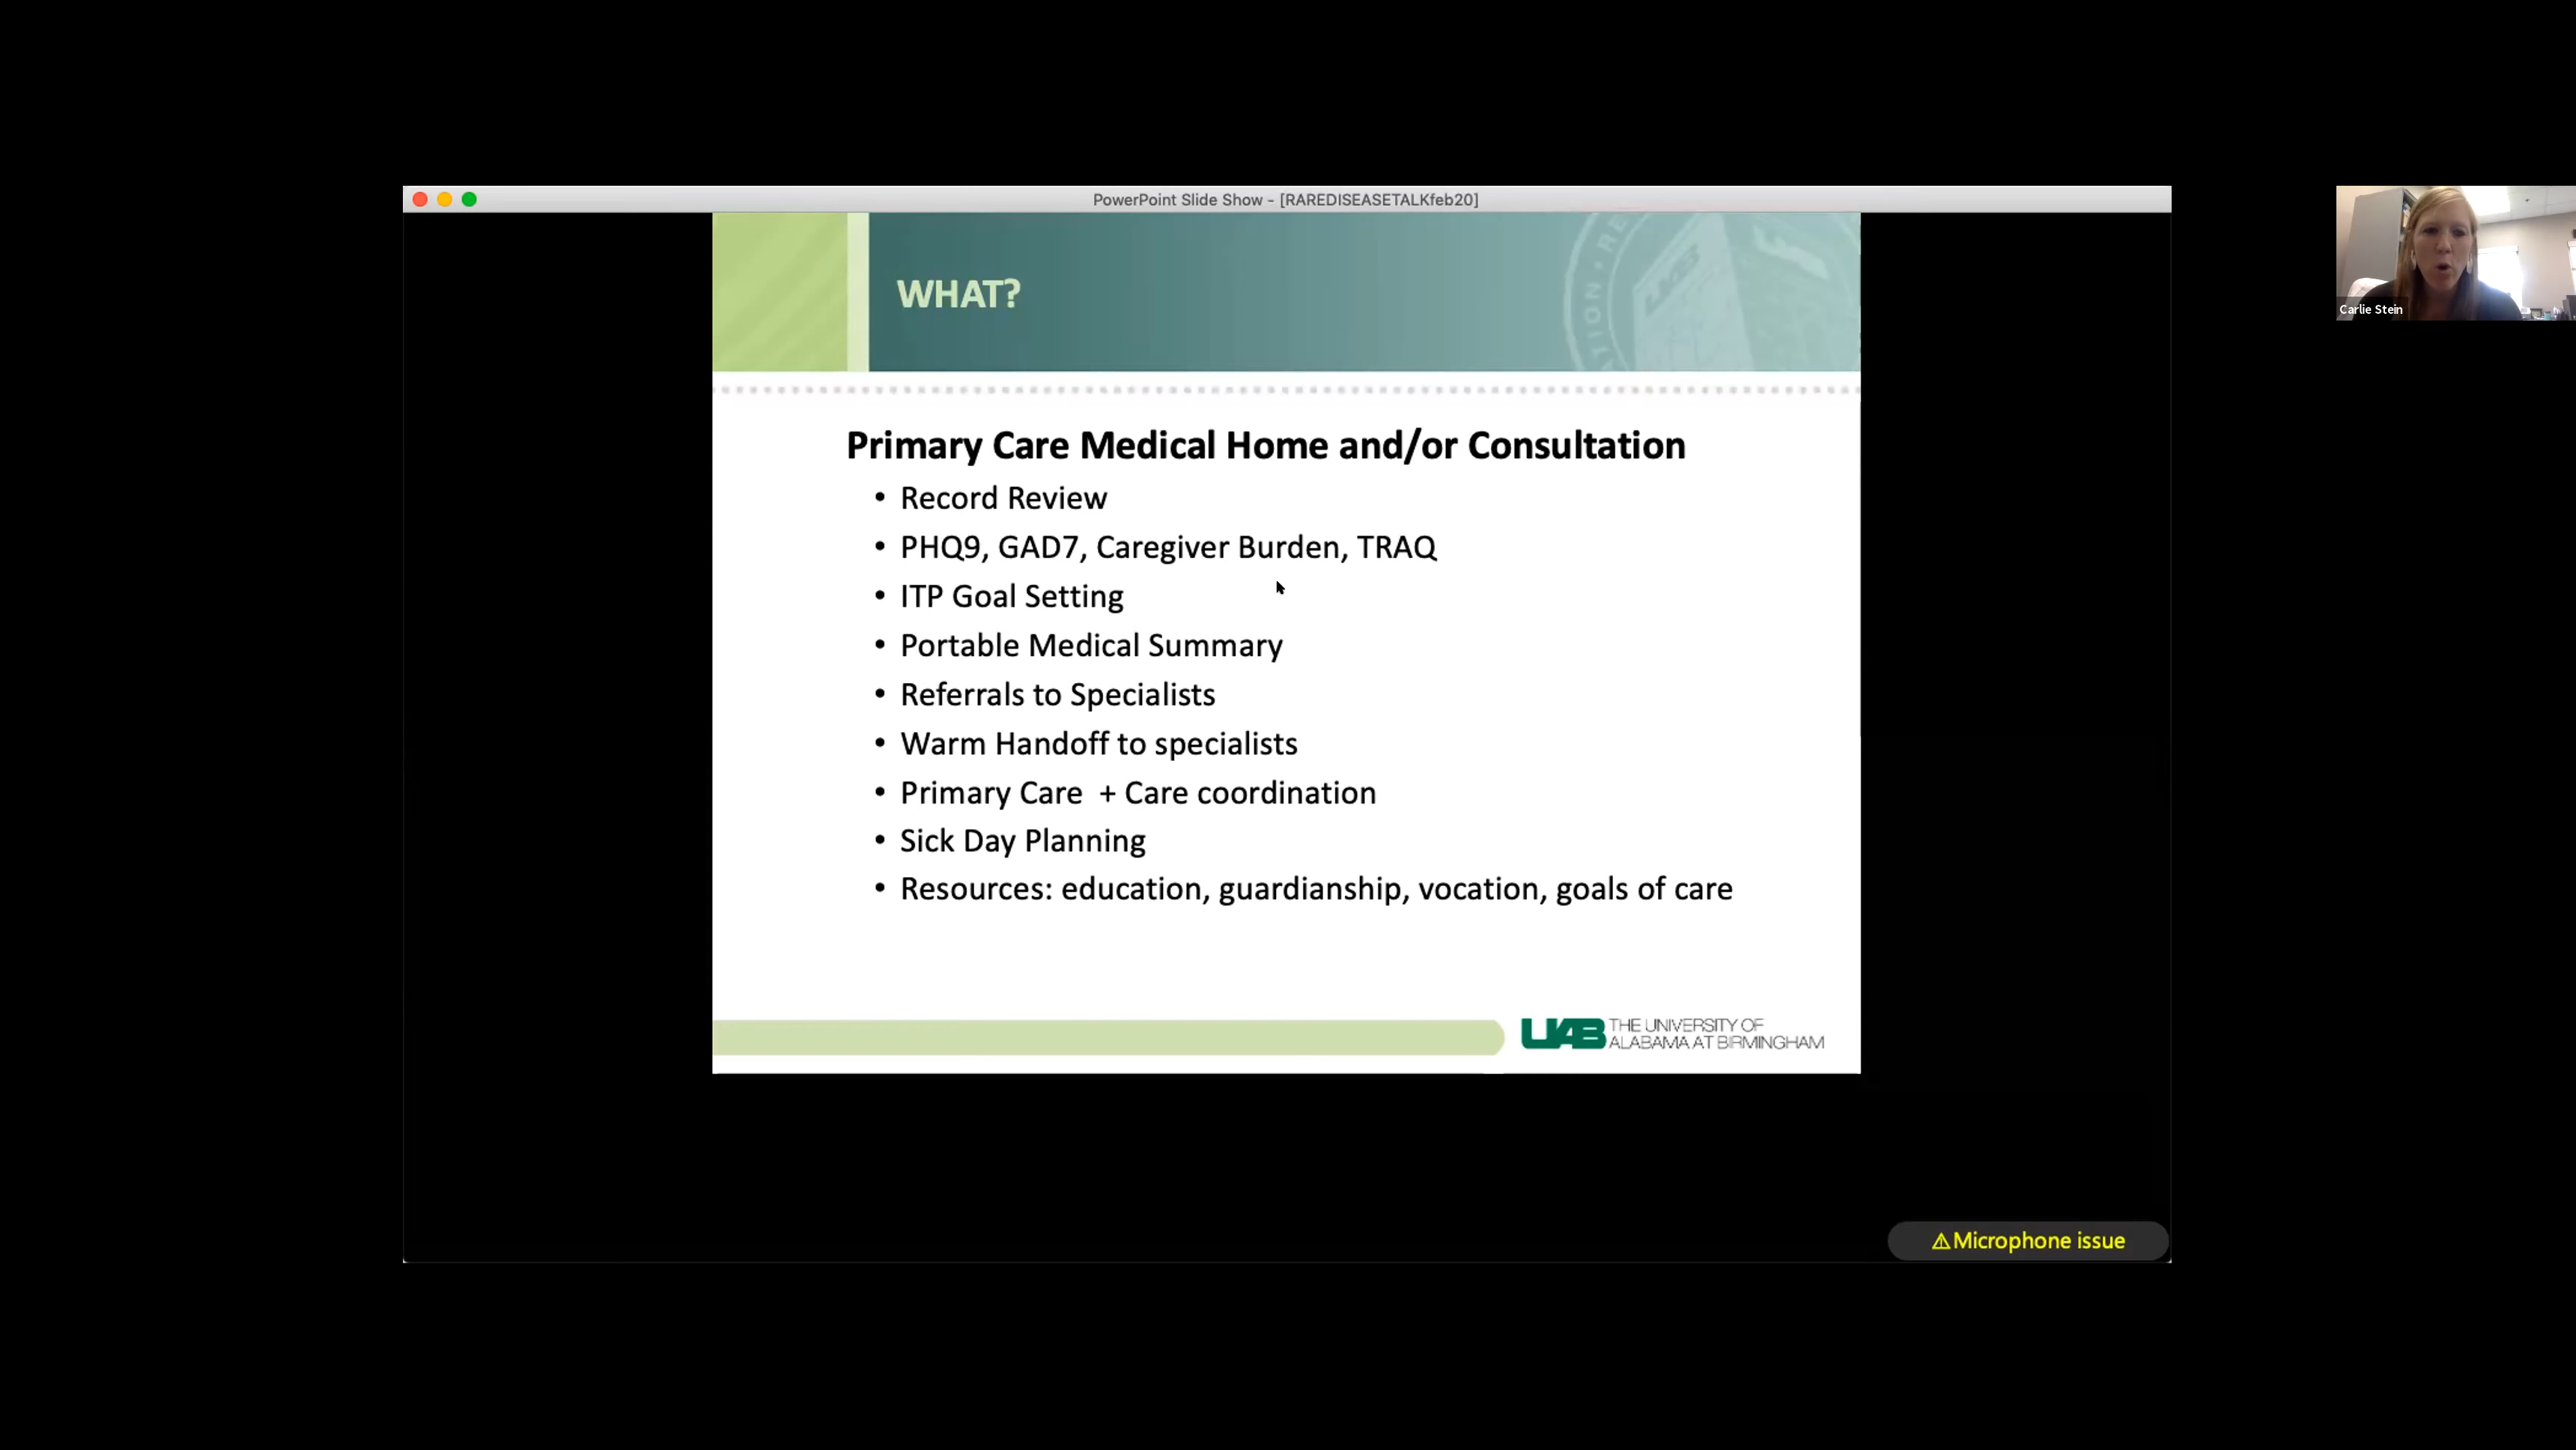 PowerPoint Slide Show - [RAREDISEASETALKfeb20]
WHAT?
Carlie Stein
Primary Care Medical Home and/or Consultation
• Record Review
• PHQ9, GAD7, Caregiver Burden, TRAQ
• ITP Goal Setting
• Portable Medical Summary
• Referrals to Specialists
• Warm Handoff to specialists
• Primary Care + Care coordination
• Sick Day Planning
• Resources: education, guardianship, vocation, goals of care
UAB THE UNIVERSITY OF
ALABAMA AT BIRMINGHAM
⚠Microphone issue